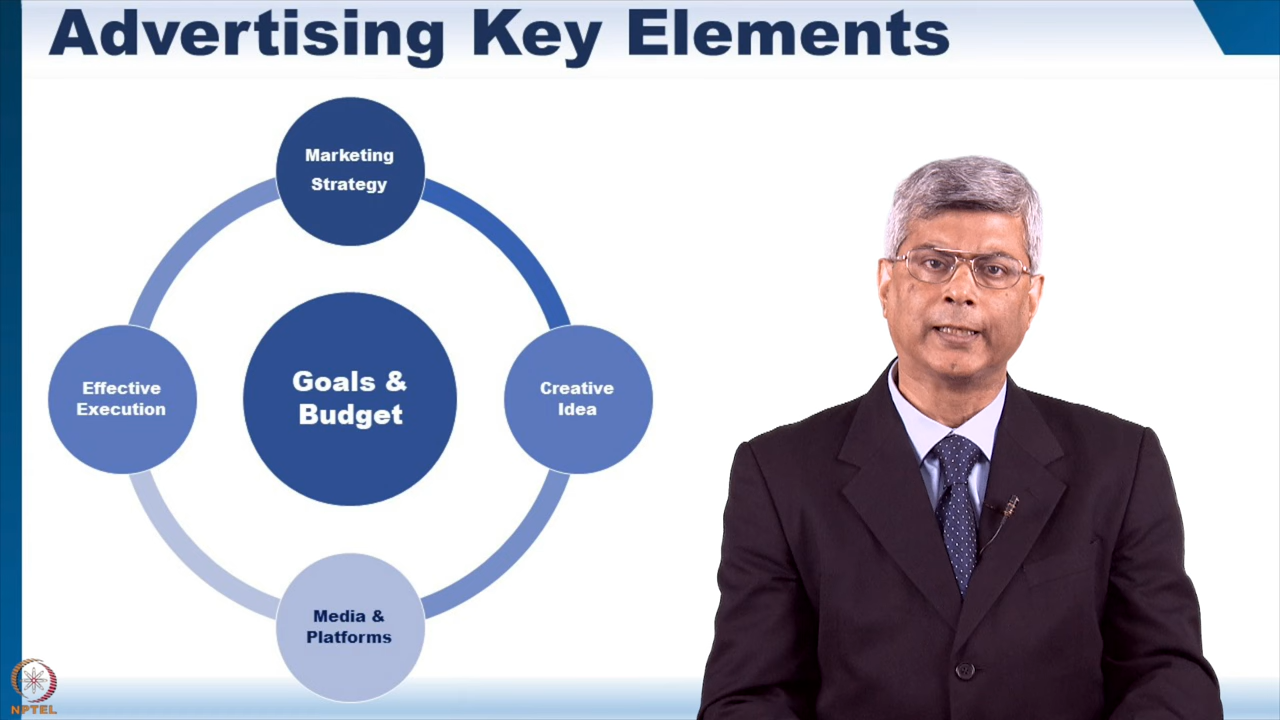 Advertising Key Elements
Marketing
Strategy
Effective
Execution
Goals &
Budget
Creative
Idea
Media &
Platforms
NPTEL